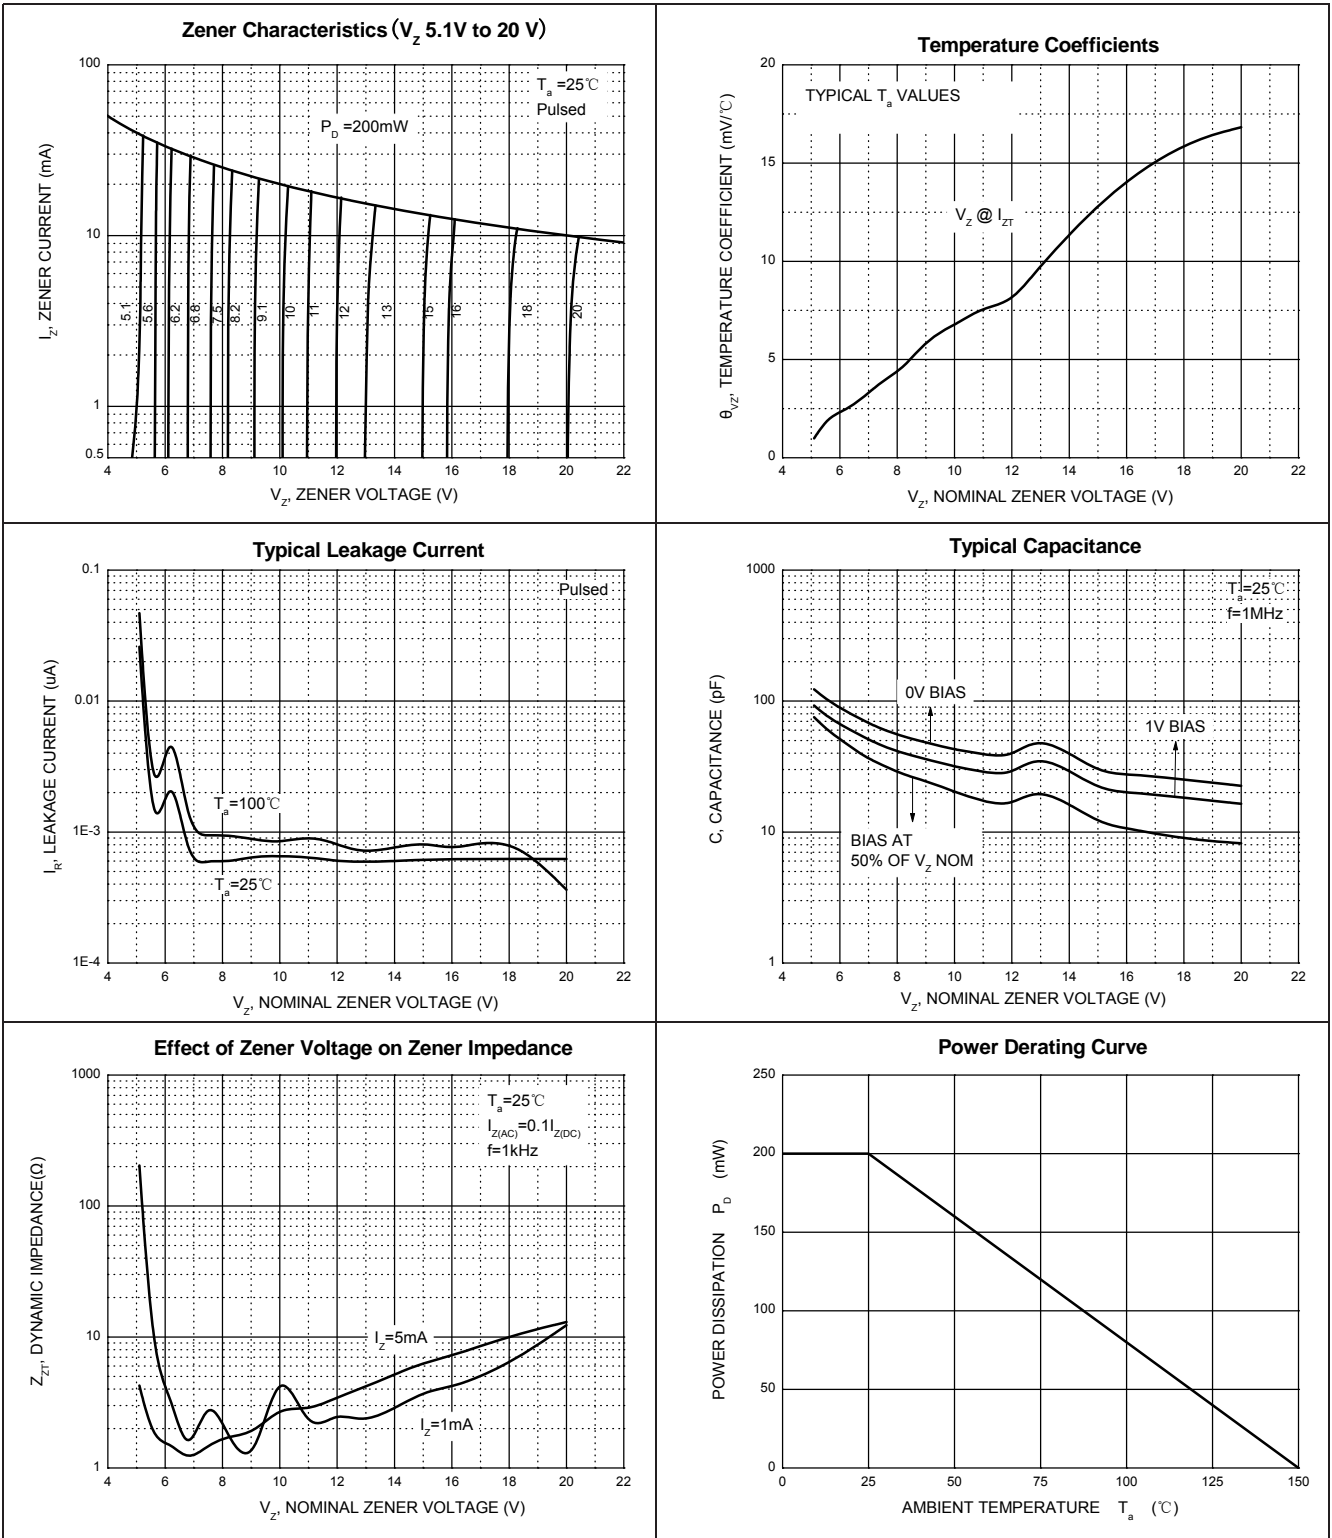 Zener Characteristics (VZ 5.1V to 20 V)
100
10
1
0.5
IZ, ZENER CURRENT (mA)
Ta =25℃
Pulsed
PD =200mW
5.1
5.6
6.2
6.8
7.5
8.2
9.1
10
11
12
13
15
16
18
20
4 6 8 10 12 14 16 18 20 22
VZ, ZENER VOLTAGE (V)
Temperature Coefficients
20
15
10
5
0
θVZ, TEMPERATURE COEFFICIENT (mV/℃)
TYPICAL Ta VALUES
VZ @ IZT
4 6 8 10 12 14 16 18 20 22
VZ, NOMINAL ZENER VOLTAGE (V)
Typical Leakage Current
0.1
0.01
1E-3
1E-4
IR, LEAKAGE CURRENT (uA)
Pulsed
Ta=100℃
Ta=25℃
4 6 8 10 12 14 16 18 20 22
VZ, NOMINAL ZENER VOLTAGE (V)
Typical Capacitance
1000
100
10
1
C, CAPACITANCE (pF)
Ta=25℃
f=1MHz
0V BIAS
1V BIAS
BIAS AT
50% OF VZ NOM
4 6 8 10 12 14 16 18 20 22
VZ, NOMINAL ZENER VOLTAGE (V)
Effect of Zener Voltage on Zener Impedance
1000
100
10
1
ZZT, DYNAMIC IMPEDANCE(Ω)
Ta=25℃
IZ(AC)=0.1IZ(DC)
f=1kHz
IZ=5mA
IZ=1mA
4 6 8 10 12 14 16 18 20 22
VZ, NOMINAL ZENER VOLTAGE (V)
Power Derating Curve
250
200
150
100
50
0
POWER DISSIPATION PD (mW)
0 25 50 75 100 125 150
AMBIENT TEMPERATURE Ta (℃)